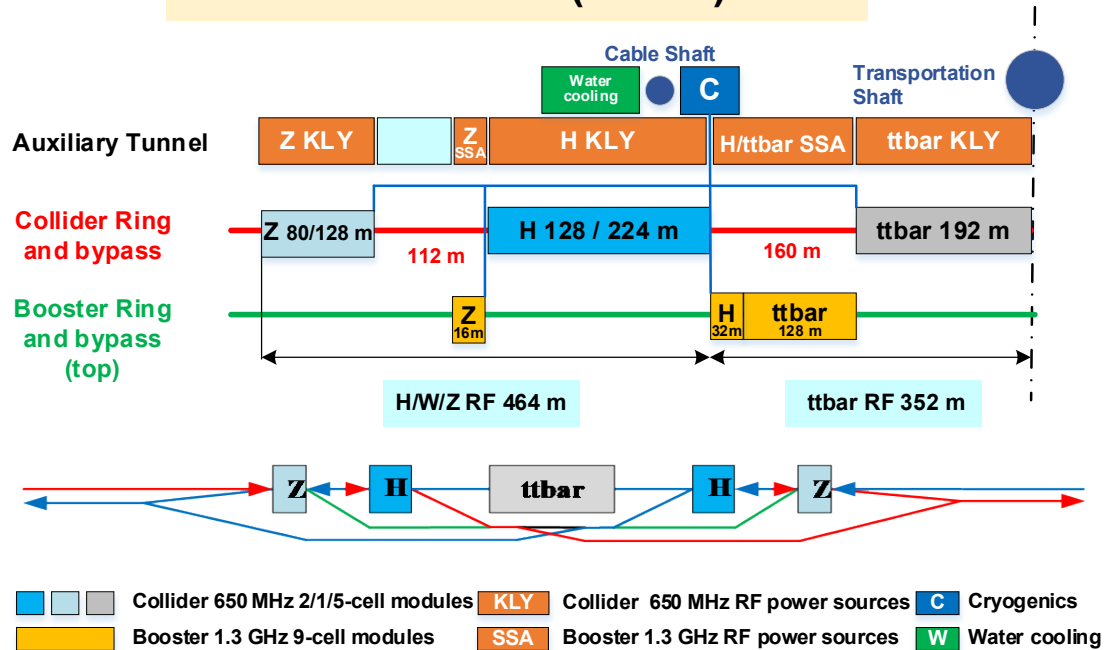 Cable Shaft
Water
cooling
C
Transportation
Shaft
Auxiliary Tunnel
Z KLY
Z
SSA
H KLY
H/ttbar SSA
ttbar KLY
Collider Ring
and bypass
Z 80/128 m
112 m
H 128 / 224 m
160 m
ttbar 192 m
Booster Ring
and bypass
(top)
Z
16m
H
32m
ttbar
128 m
H/W/Z RF 464 m
ttbar RF 352 m
Z
H
ttbar
H
Z
Collider 650 MHz 2/1/5-cell modules
KLY
Collider 650 MHz RF power sources
C
Cryogenics
Booster 1.3 GHz 9-cell modules
SSA
Booster 1.3 GHz RF power sources
W
Water cooling